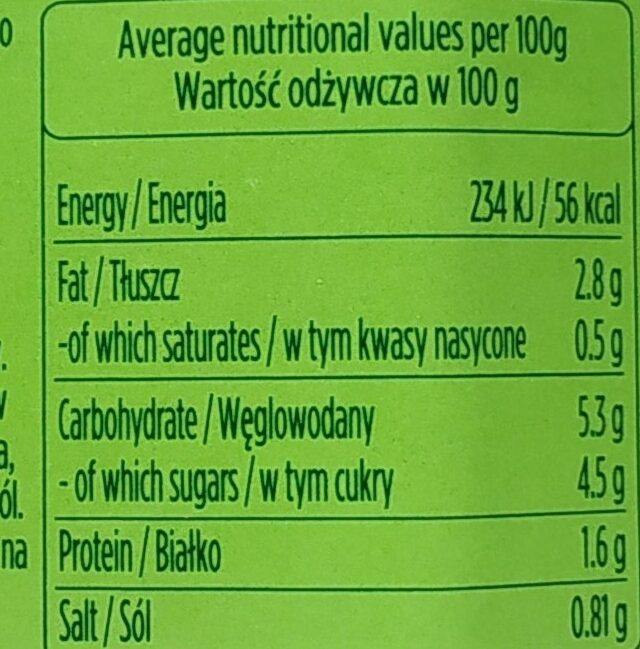 Average nutritional values per 100g
Wartość odżywcza w 100 g
Energy / Energia 234 kJ / 56 kcal
Fat / Tłuszcz 2.8 g
-of which saturates / w tym kwasy nasycone 0.5 g
Carbohydrate / Węglowodany 5.3 g
- of which sugars / w tym cukry 4.5 g
na Protein / Białko 1.6 g
Salt / Sól 0.81 g